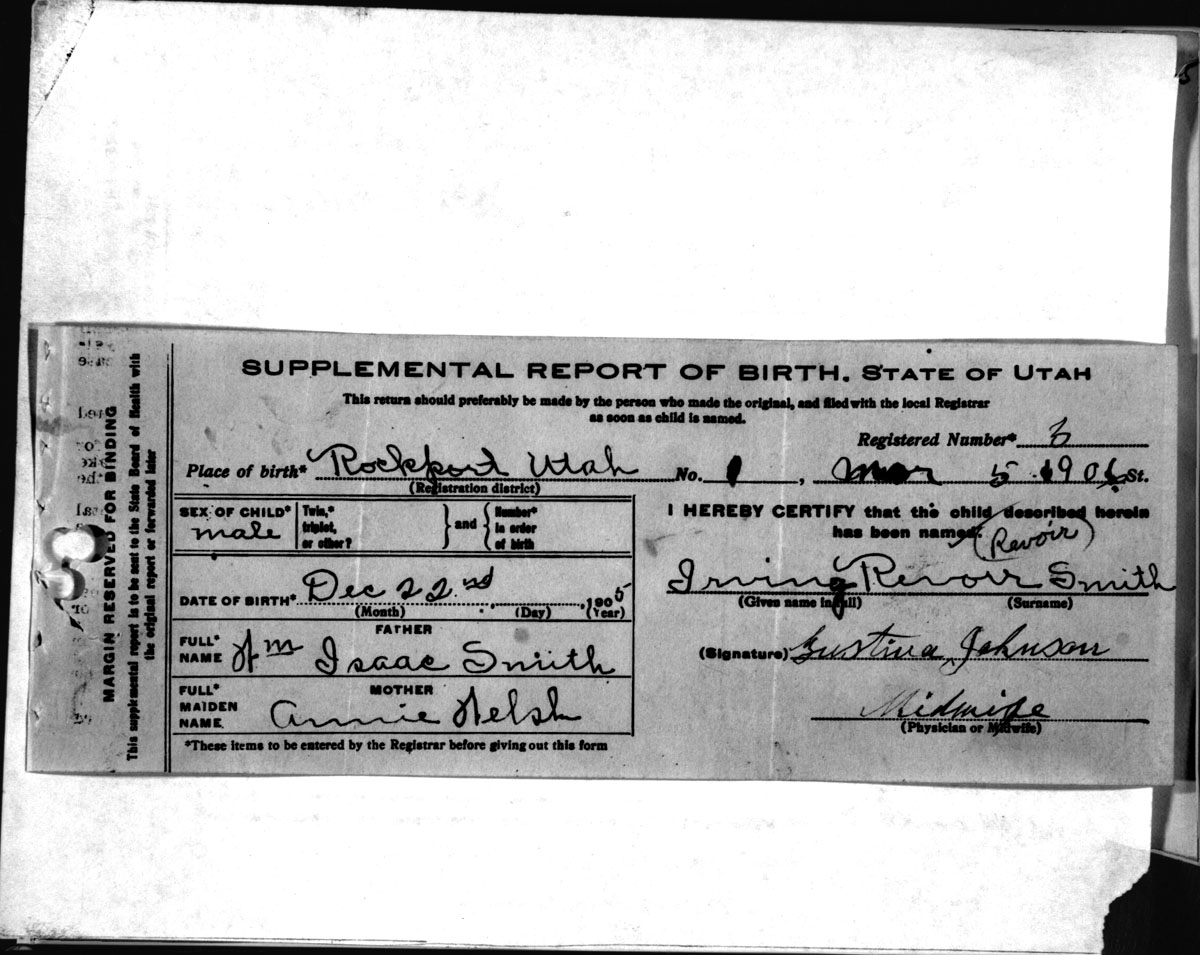 SUPPLEMENTAL REPORT OF BIRTH. STATE OF UTAH
This return should preferably be made by the person who made the original, and filed with the local Registrar
as soon as child is named.
Registered Number*
Place of birth* Rockport Utah No. 1, Mar 5 1906 St.
(Registration district)
SEX OF CHILD* male
Twin,* triplet, or other? } and { Number* in order of birth
DATE OF BIRTH* Dec 22nd, 1905
(Month) (Day) (Year)
FATHER
FULL* NAME Wm Isaac Smith
MOTHER
FULL* MAIDEN NAME Annie Welsh
*These items to be entered by the Registrar before giving out this form
I HEREBY CERTIFY that the child described herein
has been named:
(Revoir)
Irving Revoir Smith
(Given name in full) (Surname)
(Signature) Gustina Johnson
Midwife
(Physician or Midwife)
MARGIN RESERVED FOR BINDING
This supplemental report is to be sent to the State Board of Health with
the original report or forwarded later
5